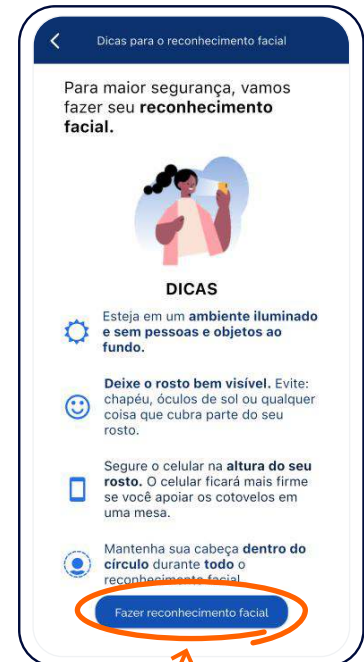 Dicas para o reconhecimento facial
Para maior segurança, vamos
fazer seu reconhecimento
facial.
DICAS
Esteja em um ambiente iluminado
e sem pessoas e objetos ao
fundo.
Deixe o rosto bem visível. Evite:
chapéu, óculos de sol ou qualquer
coisa que cubra parte do seu
rosto.
Segure o celular na altura do seu
rosto. O celular ficará mais firme
se você apoiar os cotovelos em
uma mesa.
Mantenha sua cabeça dentro do
círculo durante todo o
reconhecimento facial
Fazer reconhecimento facial